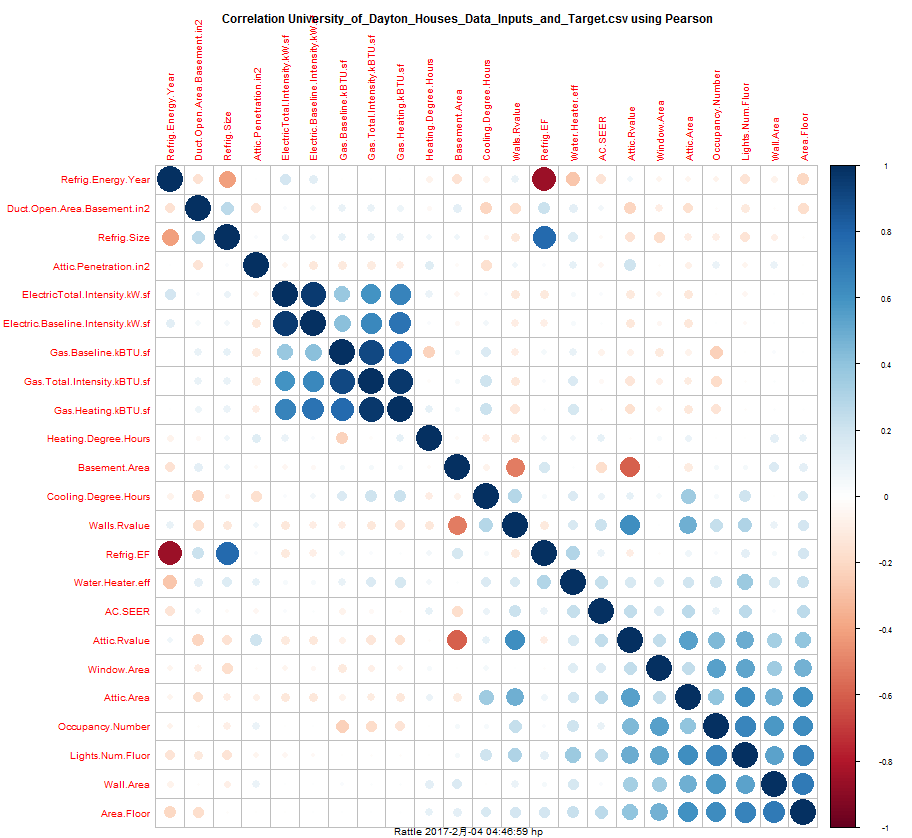 Correlation University_of_Dayton_Houses_Data_Inputs_and_Target.csv using Pearson
Refrig.Energy.Year
Duct.Open.Area.Basement.in2
Refrig.Size
Attic.Penetration.in2
ElectricTotal.Intensity.kW.sf
Electric.Baseline.Intensity.kW.sf
Gas.Baseline.kBTU.sf
Gas.Total.Intensity.kBTU.sf
Gas.Heating.kBTU.sf
Heating.Degree.Hours
Basement.Area
Cooling.Degree.Hours
Walls.Rvalue
Refrig.EF
Water.Heater.eff
AC.SEER
Attic.Rvalue
Window.Area
Attic.Area
Occupancy.Number
Lights.Num.Fluor
Wall.Area
Area.Floor
Refrig.Energy.Year
Duct.Open.Area.Basement.in2
Refrig.Size
Attic.Penetration.in2
ElectricTotal.Intensity.kW.sf
Electric.Baseline.Intensity.kW.sf
Gas.Baseline.kBTU.sf
Gas.Total.Intensity.kBTU.sf
Gas.Heating.kBTU.sf
Heating.Degree.Hours
Basement.Area
Cooling.Degree.Hours
Walls.Rvalue
Refrig.EF
Water.Heater.eff
AC.SEER
Attic.Rvalue
Window.Area
Attic.Area
Occupancy.Number
Lights.Num.Fluor
Wall.Area
Area.Floor
1
0.8
0.6
0.4
0.2
0
-0.2
-0.4
-0.6
-0.8
-1
Rattle 2017-2月-04 04:46:59 hp